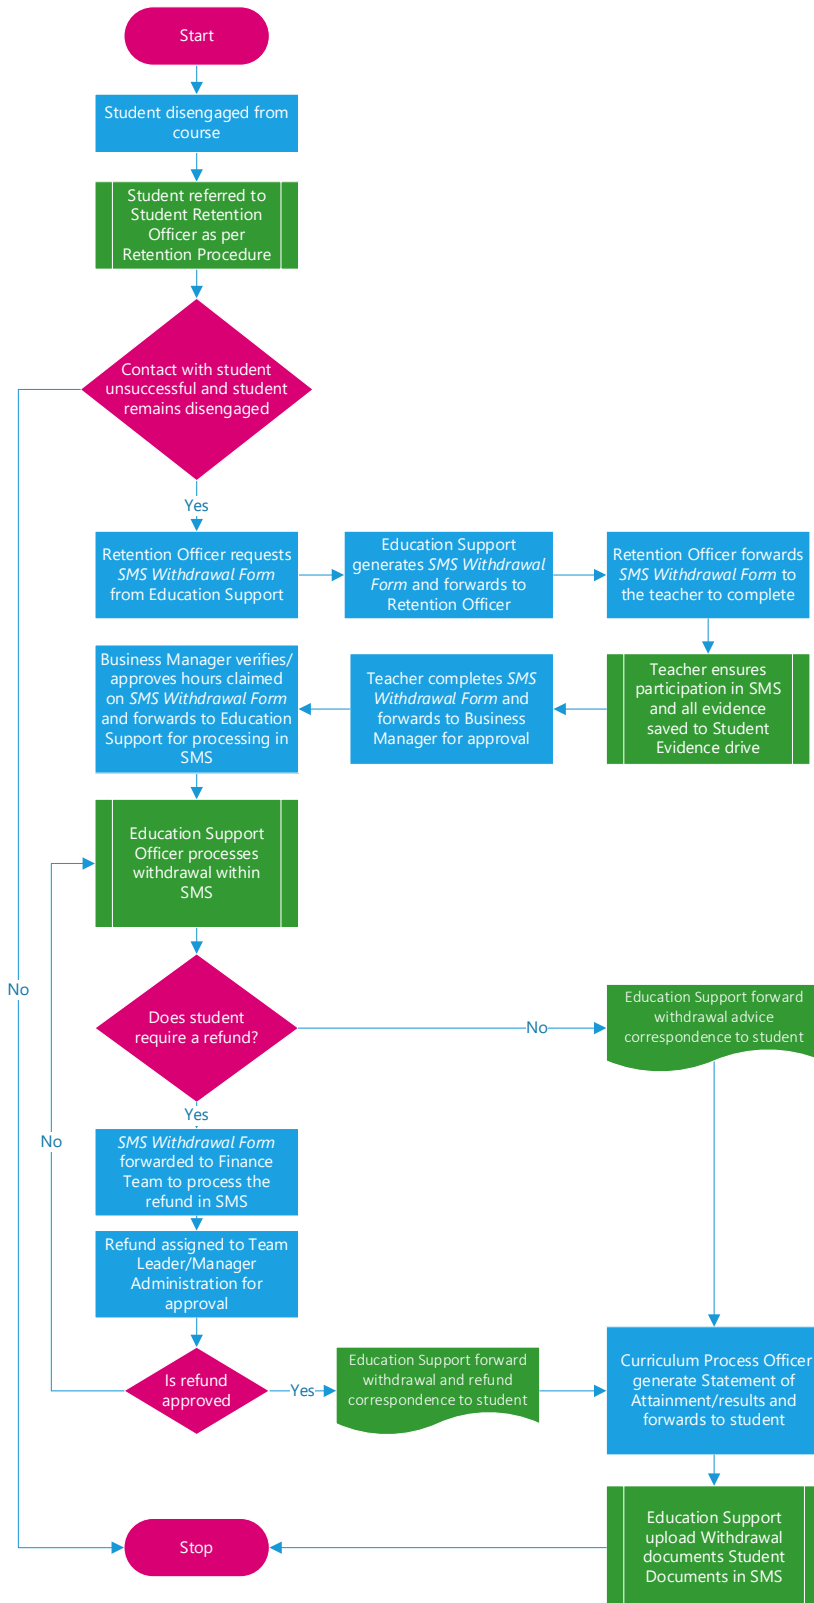 Start
Student disengaged from
course
Student referred to
Student Retention
Officer as per
Retention Procedure
Contact with student
unsuccessful and student
remains disengaged
Yes
Retention Officer requests
SMS Withdrawal Form
from Education Support
Education Support
generates SMS Withdrawal
Form and forwards to
Retention Officer
Retention Officer forwards
SMS Withdrawal Form to
the teacher to complete
Business Manager verifies/
approves hours claimed
on SMS Withdrawal Form
and forwards to Education
Support for processing in
SMS
Teacher completes SMS
Withdrawal Form and
forwards to Business
Manager for approval
Teacher ensures
participation in SMS
and all evidence
saved to Student
Evidence drive
Education Support
Officer processes
withdrawal within
SMS
No
Does student
require a refund?
No
Education Support forward
withdrawal advice
correspondence to student
Yes
No
SMS Withdrawal Form
forwarded to Finance
Team to process the
refund in SMS
Refund assigned to Team
Leader/Manager
Administration for
approval
Is refund
approved
Yes
Education Support forward
withdrawal and refund
correspondence to student
Curriculum Process Officer
generate Statement of
Attainment/results and
forwards to student
Stop
Education Support
upload Withdrawal
documents Student
Documents in SMS